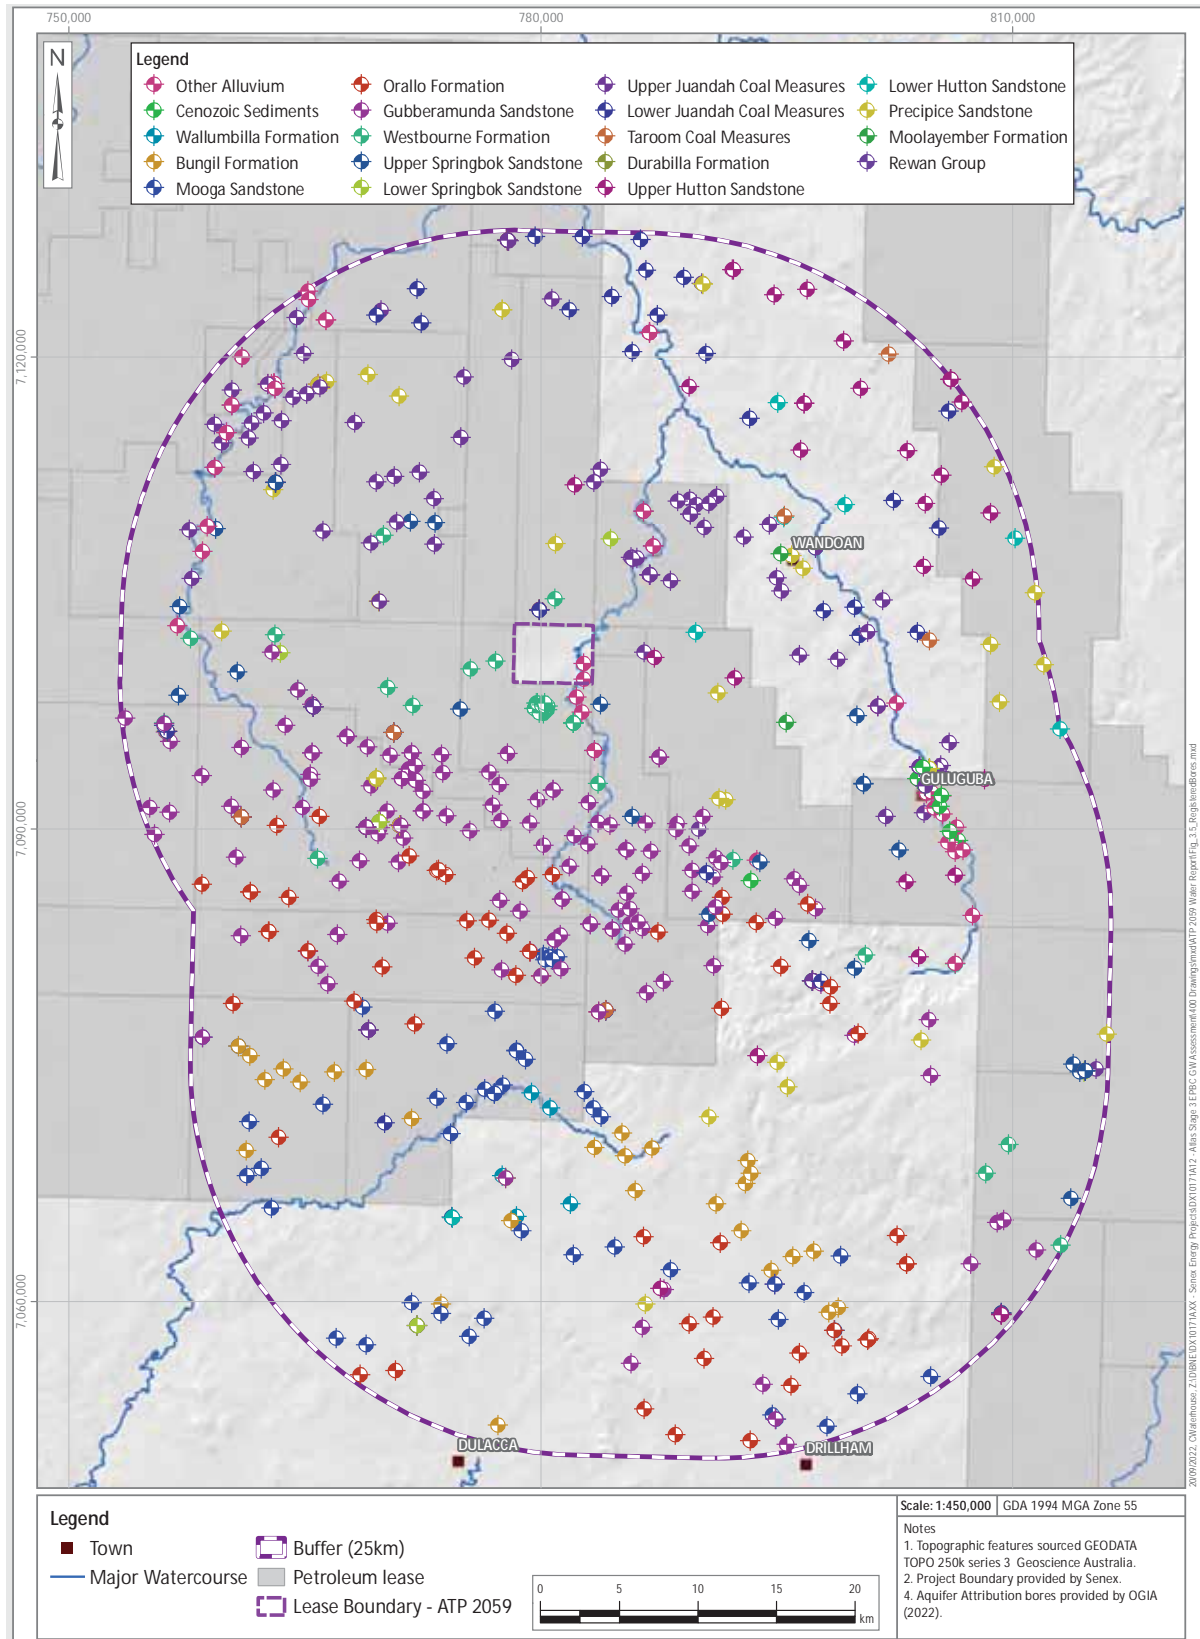 750,000
780,000
810,000
N
Legend
Other Alluvium
Cenozoic Sediments
Wallumbilla Formation
Bungil Formation
Mooga Sandstone
Orallo Formation
Gubberamunda Sandstone
Westbourne Formation
Upper Springbok Sandstone
Lower Springbok Sandstone
Upper Juandah Coal Measures
Lower Juandah Coal Measures
Taroom Coal Measures
Durabilla Formation
Upper Hutton Sandstone
Lower Hutton Sandstone
Precipice Sandstone
Moolayember Formation
Rewan Group
7,120,000
7,090,000
7,060,000
WANDOAN
GULUGUBA
DULACCA
DRILLHAM
Legend
Town
Major Watercourse
Buffer (25km)
Petroleum lease
Lease Boundary - ATP 2059
0 5 10 15 20
km
Scale: 1:450,000 GDA 1994 MGA Zone 55
Notes
1. Topographic features sourced GEODATA
TOPO 250k series 3 Geoscience Australia.
2. Project Boundary provided by Senex.
4. Aquifer Attribution bores provided by OGIA
(2022).